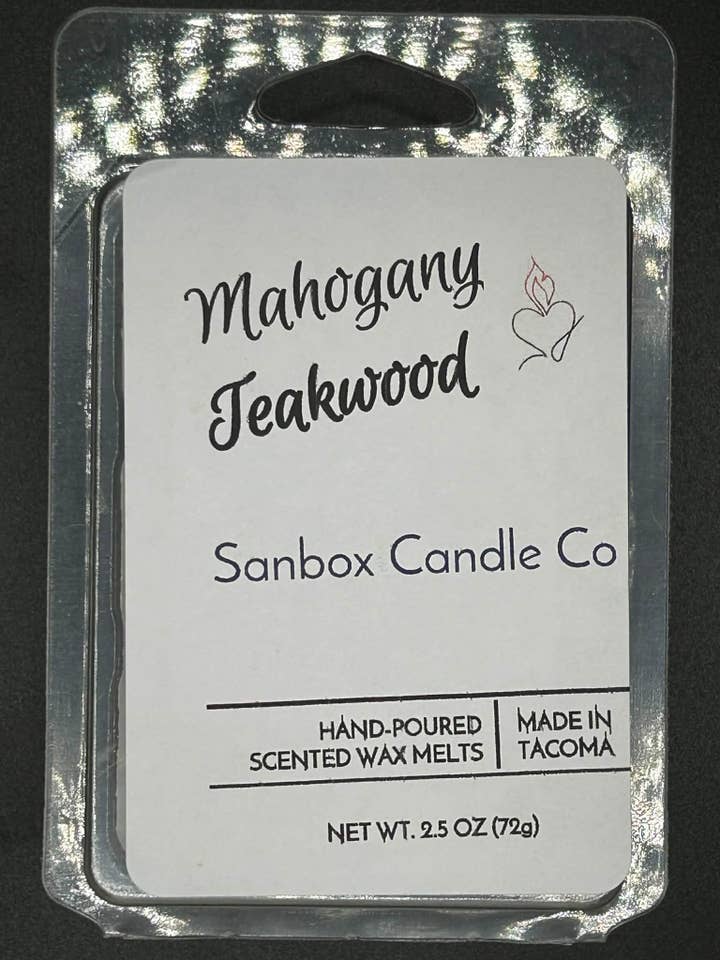 Mahogany
Teakwood
Sanbox Candle Co
HAND-POURED
SCENTED WAX MELTS
MADE IN
TACOMA
NET WT. 2.5 OZ (72g)